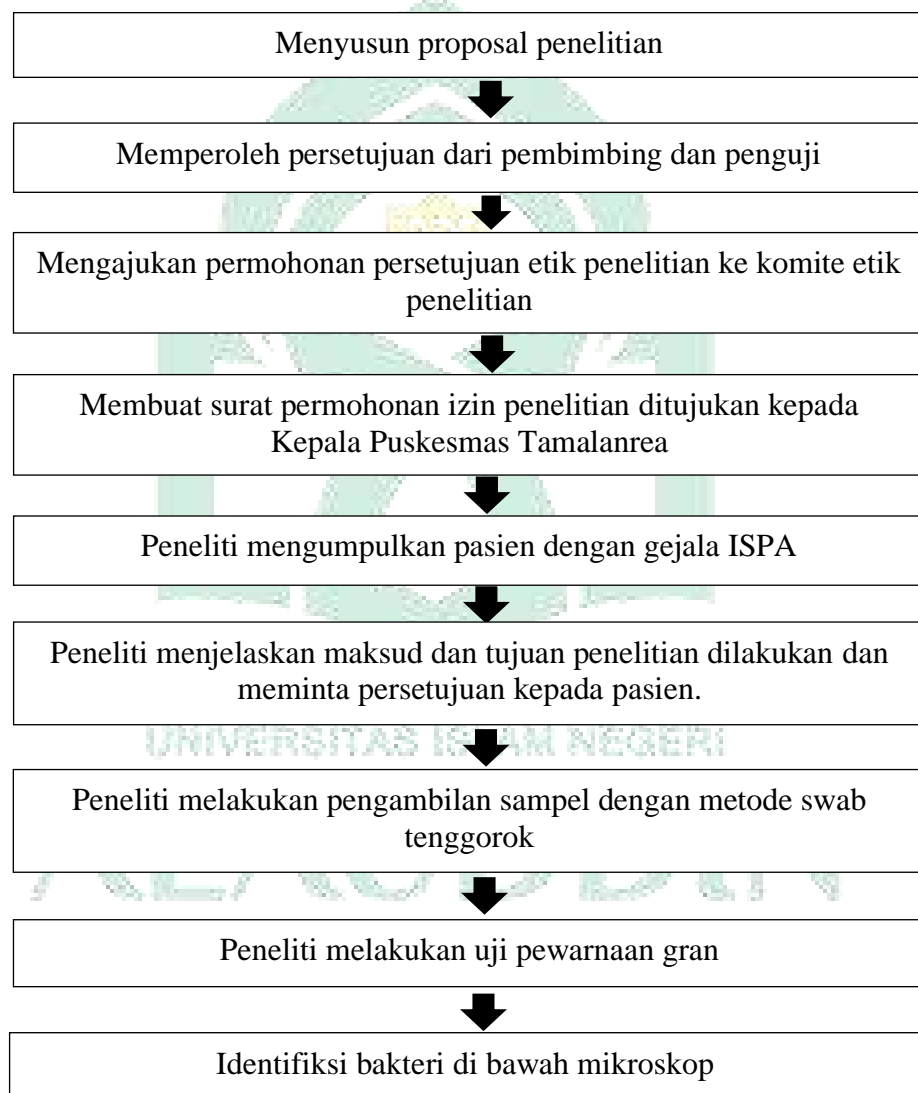 Menyusun proposal penelitian
Memperoleh persetujuan dari pembimbing dan penguji
Mengajukan permohonan persetujuan etik penelitian ke komite etik
penelitian
Membuat surat permohonan izin penelitian ditujukan kepada
Kepala Puskesmas Tamalanrea
Peneliti mengumpulkan pasien dengan gejala ISPA
Peneliti menjelaskan maksud dan tujuan penelitian dilakukan dan
meminta persetujuan kepada pasien.
UNIVERSITAS ISLAM NEGERI
Peneliti melakukan pengambilan sampel dengan metode swab
tenggorok
Peneliti melakukan uji pewarnaan gran
Identifiksi bakteri di bawah mikroskop